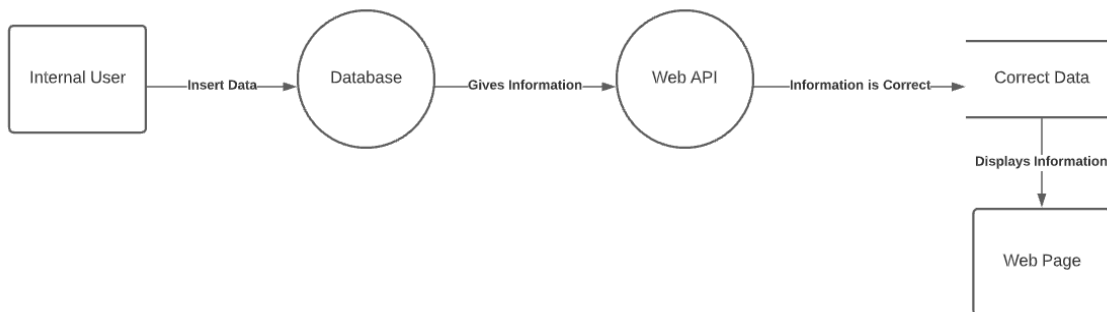 Internal User
Insert Data
Database
Gives Information
Web API
Information is Correct
Correct Data
Displays Information
Web Page